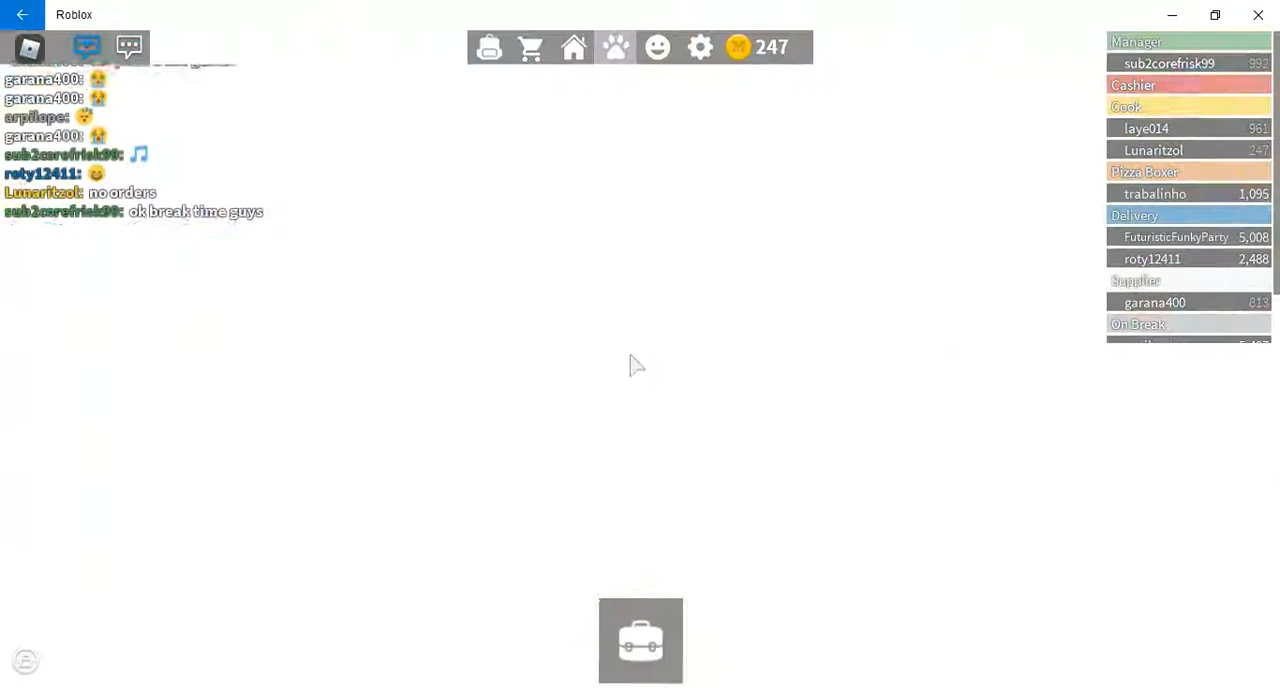 Roblox
247
garana400:
garana400:
arpilope:
garana400:
sub2corefrisk99:
roty12411:
Lunaritzol: no orders
sub2corefrisk99: ok break time guys
Manager
sub2corefrisk99 992
Cashier
Cook
laye014 961
Lunaritzol 247
Pizza Boxer
trabalinho 1,095
Delivery
FuturisticFunkyParty 5,008
roty12411 2,488
Supplier
garana400 813
On Break